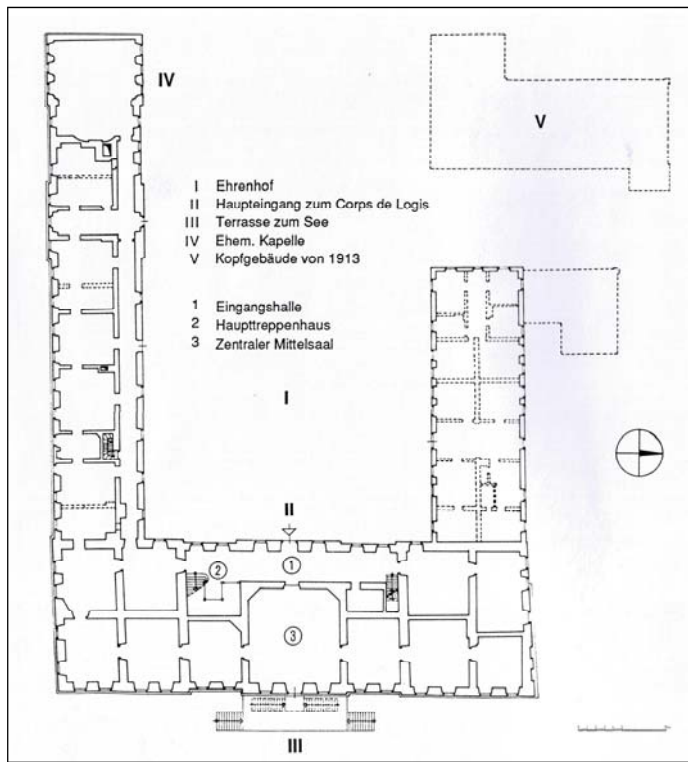 IV
V
I Ehrenhof
II Haupteingang zum Corps de Logis
III Terrasse zum See
IV Ehem. Kapelle
V Kopfgebäude von 1913
1 Eingangshalle
2 Haupttreppenhaus
3 Zentraler Mittelsaal
I
II
2
1
3
III